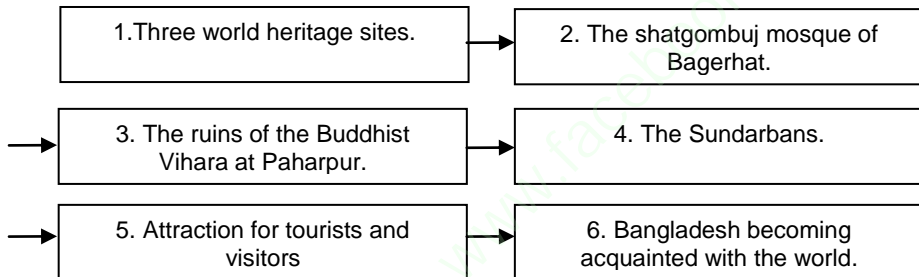 1.Three world heritage sites.
2. The shatgombuj mosque of
Bagerhat.
3. The ruins of the Buddhist
Vihara at Paharpur.
4. The Sundarbans.
5. Attraction for tourists and
visitors
6. Bangladesh becoming
acquainted with the world.